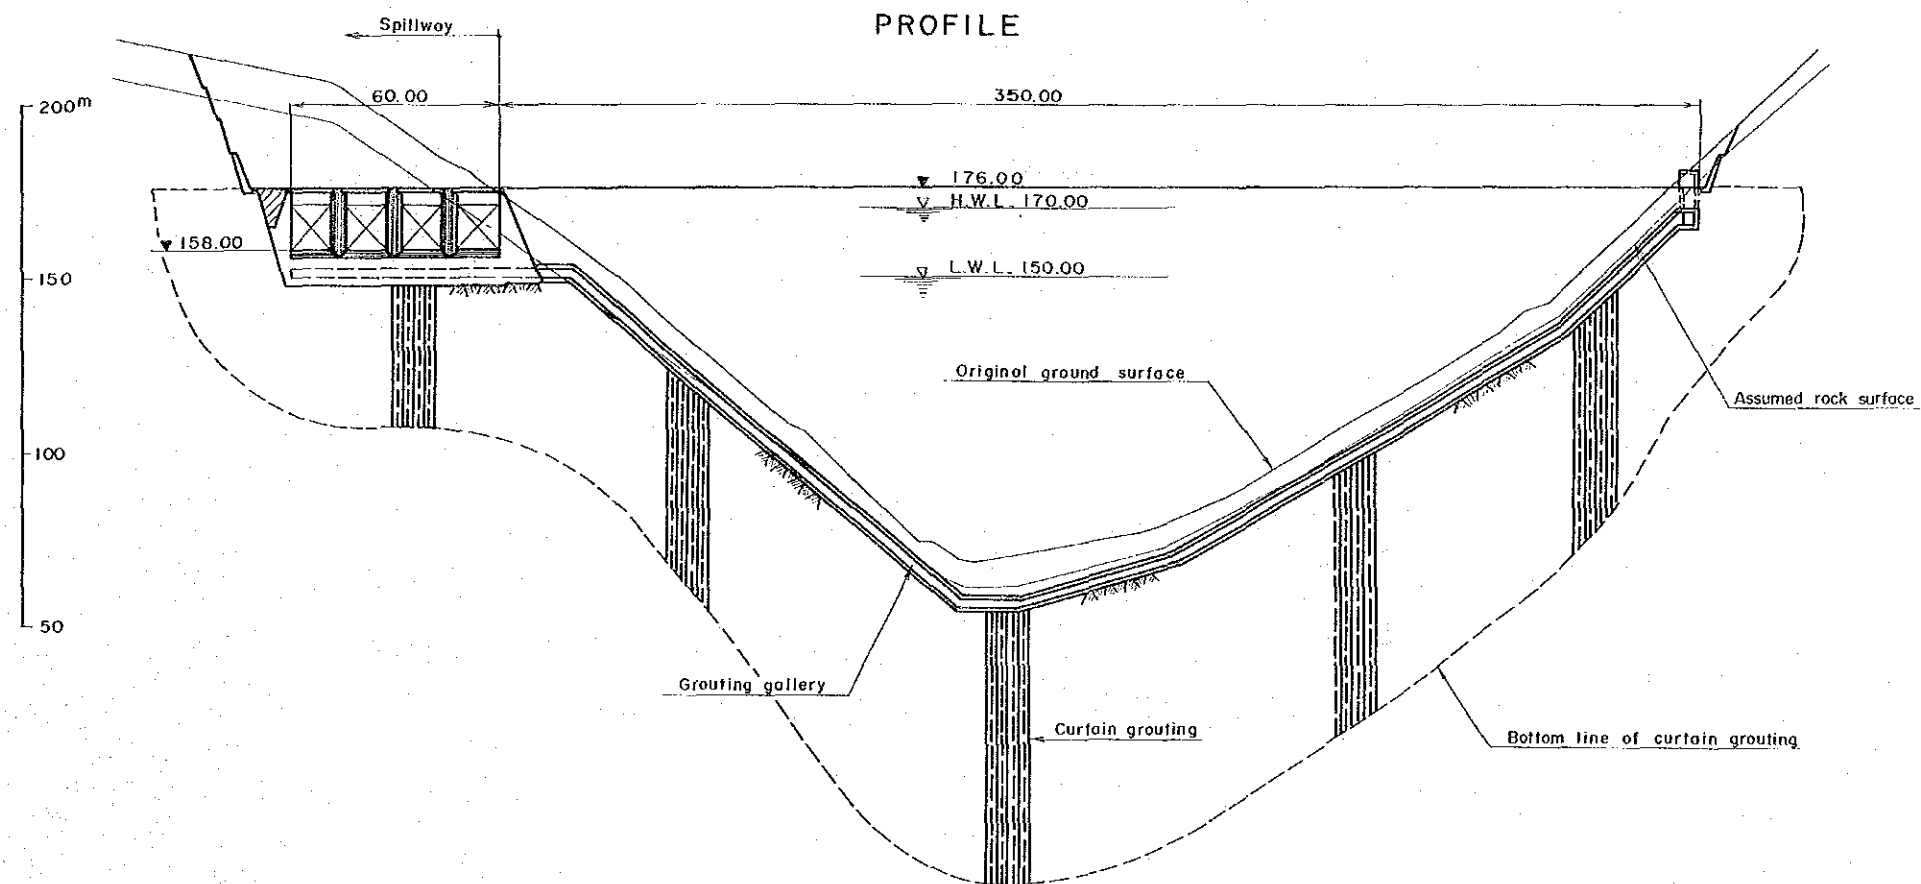 PROFILE
Spillway
60.00
350.00
200m
176.00
H.W.L. 170.00
158.00
L.W.L. 150.00
150
Original ground surface
Assumed rock surface
100
50
Grouting gallery
Curtain grouting
Bottom line of curtain grouting